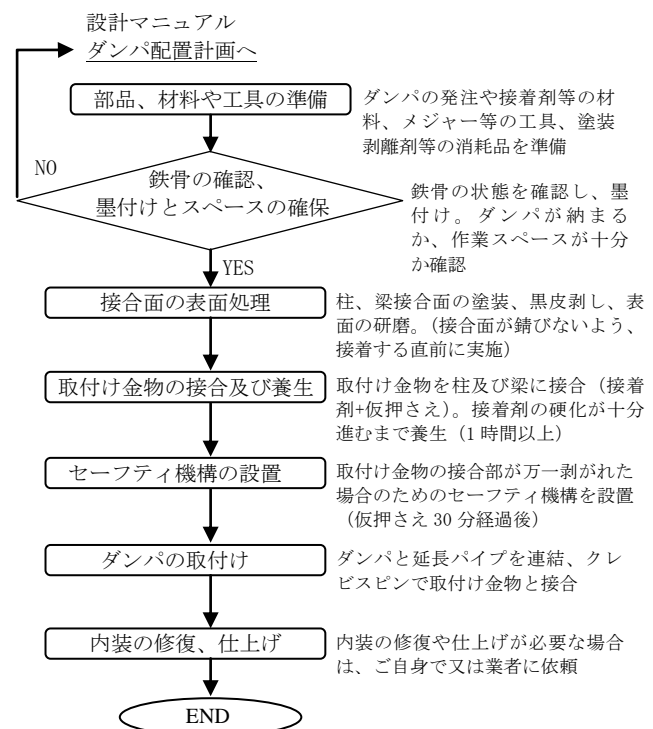 設計マニュアル
ダンパ配置計画へ
部品、材料や工具の準備
ダンパの発注や接着剤等の材
料、メジャー等の工具、塗装
剥離剤等の消耗品を準備
NO
鉄骨の確認、
墨付けとスペースの確保
鉄骨の状態を確認し、墨
付け。ダンパが納まる
か、作業スペースが十分
か確認
YES
接合面の表面処理
柱、梁接合面の塗装、黒皮剥し、表
面の研磨。(接合面が錆びないよう、
接着する直前に実施)
取付け金物の接合及び養生
取付け金物を柱及び梁に接合（接着
剤+仮押さえ)。接着剤の硬化が十分
進むまで養生（1 時間以上）
セーフティ機構の設置
取付け金物の接合部が万一剥がれた
場合のためのセーフティ機構を設置
（仮押さえ 30 分経過後）
ダンパの取付け
ダンパと延長パイプを連結、クレ
ビスピンで取付け金物と接合
内装の修復、仕上げ
内装の修復や仕上げが必要な場合
は、ご自身で又は業者に依頼
END